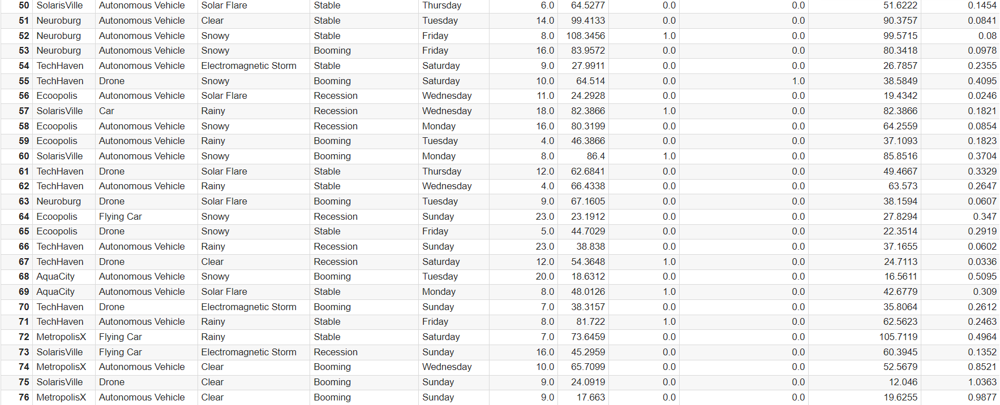 50 SolarisVille Autonomous Vehicle Solar Flare Stable Thursday 6.0 64.5277 0.0 0.0 51.6222 0.1454
51 Neuroburg Autonomous Vehicle Clear Stable Tuesday 14.0 99.4133 0.0 0.0 90.3757 0.0841
52 Neuroburg Autonomous Vehicle Snowy Stable Friday 8.0 108.3456 1.0 0.0 99.5715 0.08
53 Neuroburg Autonomous Vehicle Snowy Booming Friday 16.0 83.9572 0.0 0.0 80.3418 0.0978
54 TechHaven Autonomous Vehicle Electromagnetic Storm Stable Saturday 9.0 27.9911 0.0 0.0 26.7857 0.2355
55 TechHaven Drone Snowy Booming Saturday 10.0 64.514 0.0 1.0 38.5849 0.4095
56 Ecoopolis Autonomous Vehicle Solar Flare Recession Wednesday 11.0 24.2928 0.0 0.0 19.4342 0.0246
57 SolarisVille Car Rainy Recession Wednesday 18.0 82.3866 1.0 0.0 82.3866 0.1821
58 Ecoopolis Autonomous Vehicle Snowy Recession Monday 16.0 80.3199 0.0 0.0 64.2559 0.0854
59 Ecoopolis Autonomous Vehicle Rainy Booming Tuesday 4.0 46.3866 0.0 0.0 37.1093 0.1823
60 SolarisVille Autonomous Vehicle Snowy Booming Monday 8.0 86.4 1.0 0.0 85.8516 0.3704
61 TechHaven Drone Solar Flare Stable Thursday 12.0 62.6841 0.0 0.0 49.4667 0.3329
62 TechHaven Autonomous Vehicle Rainy Stable Wednesday 4.0 66.4338 0.0 0.0 63.573 0.2647
63 Neuroburg Drone Solar Flare Booming Tuesday 9.0 67.1605 0.0 0.0 38.1594 0.0607
64 Ecoopolis Flying Car Snowy Recession Sunday 23.0 23.1912 0.0 0.0 27.8294 0.347
65 Ecoopolis Drone Snowy Stable Friday 5.0 44.7029 0.0 0.0 22.3514 0.2919
66 TechHaven Autonomous Vehicle Rainy Recession Sunday 23.0 38.838 0.0 0.0 37.1655 0.0602
67 TechHaven Drone Clear Recession Saturday 12.0 54.3648 1.0 0.0 24.7113 0.0336
68 AquaCity Autonomous Vehicle Snowy Booming Tuesday 20.0 18.6312 0.0 0.0 16.5611 0.5095
69 AquaCity Autonomous Vehicle Solar Flare Stable Monday 8.0 48.0126 1.0 0.0 42.6779 0.309
70 TechHaven Drone Electromagnetic Storm Booming Sunday 7.0 38.3157 0.0 0.0 35.8064 0.2612
71 TechHaven Autonomous Vehicle Rainy Stable Friday 8.0 81.722 1.0 0.0 62.5623 0.2463
72 MetropolisX Flying Car Rainy Stable Saturday 7.0 73.6459 0.0 0.0 105.7119 0.4964
73 SolarisVille Flying Car Electromagnetic Storm Recession Sunday 16.0 45.2959 0.0 0.0 60.3945 0.1352
74 MetropolisX Autonomous Vehicle Clear Booming Wednesday 10.0 65.7099 0.0 0.0 52.5679 0.8521
75 SolarisVille Drone Clear Booming Sunday 9.0 24.0919 0.0 0.0 12.046 1.0363
76 MetropolisX Autonomous Vehicle Clear Booming Sunday 9.0 17.663 0.0 0.0 19.6255 0.9877